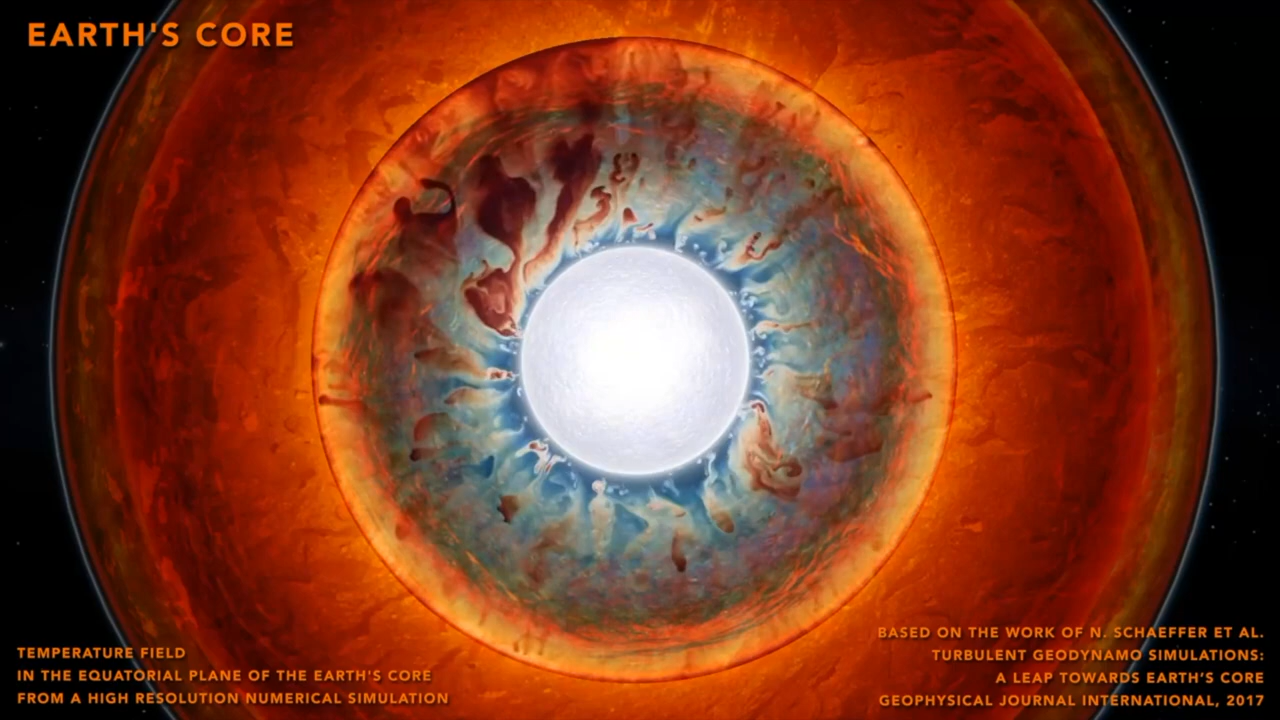 EARTH'S CORE
TEMPERATURE FIELD
IN THE EQUATORIAL PLANE OF THE EARTH'S CORE
FROM A HIGH RESOLUTION NUMERICAL SIMULATION
BASED ON THE WORK OF N. SCHAEFFER ET AL.
TURBULENT GEODYNAMO SIMULATIONS:
A LEAP TOWARDS EARTH’S CORE
GEOPHYSICAL JOURNAL INTERNATIONAL, 2017